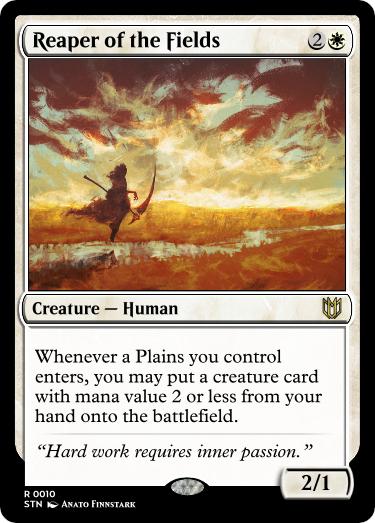 Reaper of the Fields 2
Creature — Human
Whenever a Plains you control
enters, you may put a creature card
with mana value 2 or less from your
hand onto the battlefield.
“Hard work requires inner passion.”
2/1
R 0010
STN Anato Finnstark